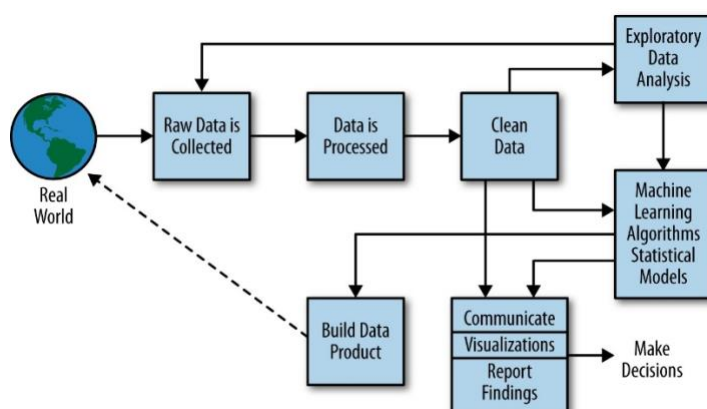 Exploratory
Data
Analysis
Raw Data is
Collected
Data is
Processed
Clean
Data
Real
World
Machine
Learning
Algorithms
Statistical
Models
Build Data
Product
Communicate
Visualizations
Report
Findings
Make
Decisions